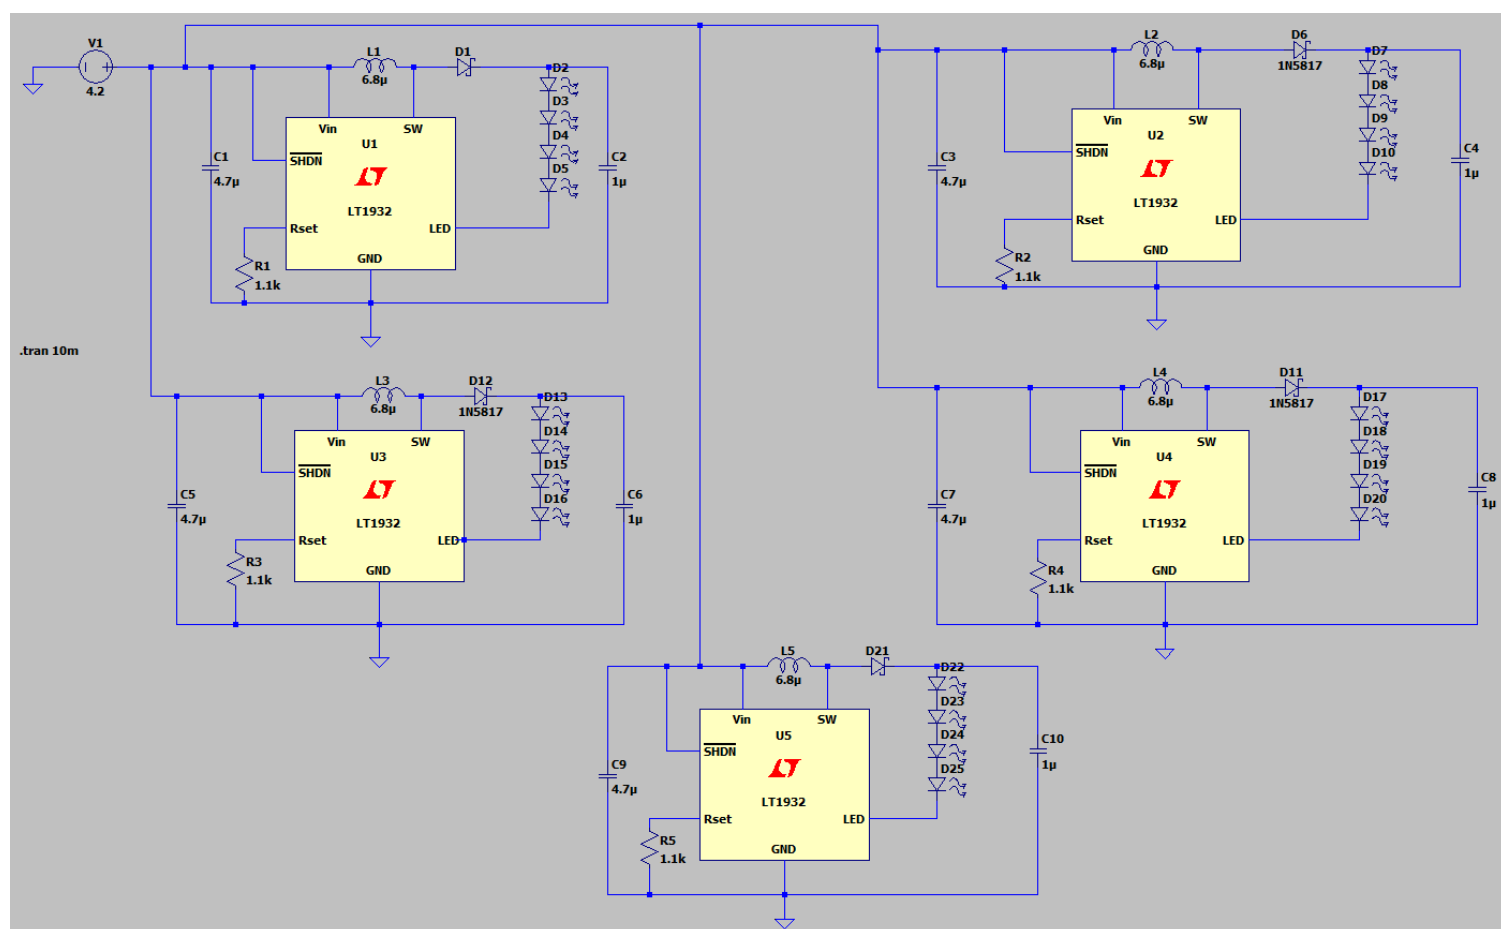 V1
4.2
L1
6.8µ
D1
D2
D3
D4
D5
Vin
SW
U1
SHDN
LT1932
Rset
LED
GND
C1
4.7µ
C2
1µ
R1
1.1k
L2
6.8µ
D6
1N5817
D7
D8
D9
D10
Vin
SW
U2
SHDN
LT1932
Rset
LED
GND
C3
4.7µ
C4
1µ
R2
1.1k
.tran 10m
L3
6.8µ
D12
1N5817
D13
D14
D15
D16
Vin
SW
U3
SHDN
LT1932
Rset
LED
GND
C5
4.7µ
C6
1µ
R3
1.1k
L4
6.8µ
D11
1N5817
D17
D18
D19
D20
Vin
SW
U4
SHDN
LT1932
Rset
LED
GND
C7
4.7µ
C8
1µ
R4
1.1k
L5
6.8µ
D21
D22
D23
D24
D25
Vin
SW
U5
SHDN
LT1932
Rset
LED
GND
C9
4.7µ
C10
1µ
R5
1.1k